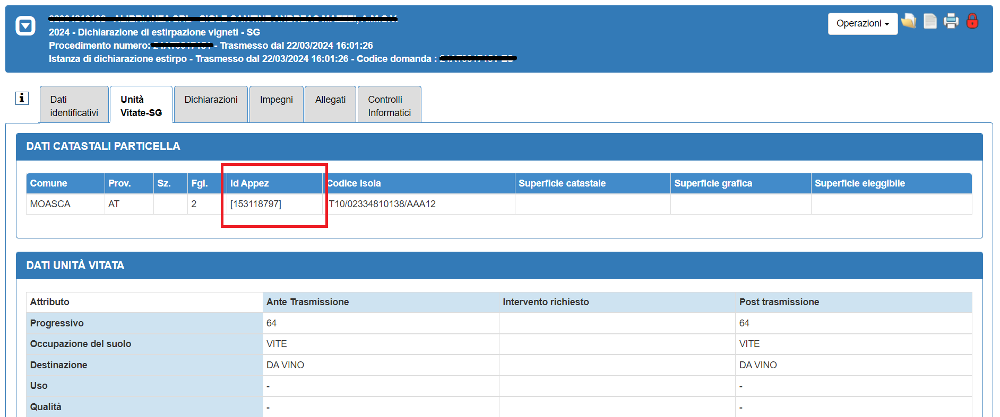 2024 - Dichiarazione di estirpazione vigneti - SG
Procedimento numero: - Trasmesso dal 22/03/2024 16:01:26
Istanza di dichiarazione estirpo - Trasmesso dal 22/03/2024 16:01:26 - Codice domanda :
Operazioni
i
Dati identificativi
Unità Vitate-SG
Dichiarazioni
Impegni
Allegati
Controlli Informatici
DATI CATASTALI PARTICELLA
Comune Prov. Sz. Fgl. Id Appez Codice Isola Superficie catastale Superficie grafica Superficie eleggibile
MOASCA AT 2 [153118797] IT10/02334810138/AAA12
DATI UNITÀ VITATA
Attributo Ante Trasmissione Intervento richiesto Post trasmissione
Progressivo 64 64
Occupazione del suolo VITE VITE
Destinazione DA VINO DA VINO
Uso - -
Qualità - -